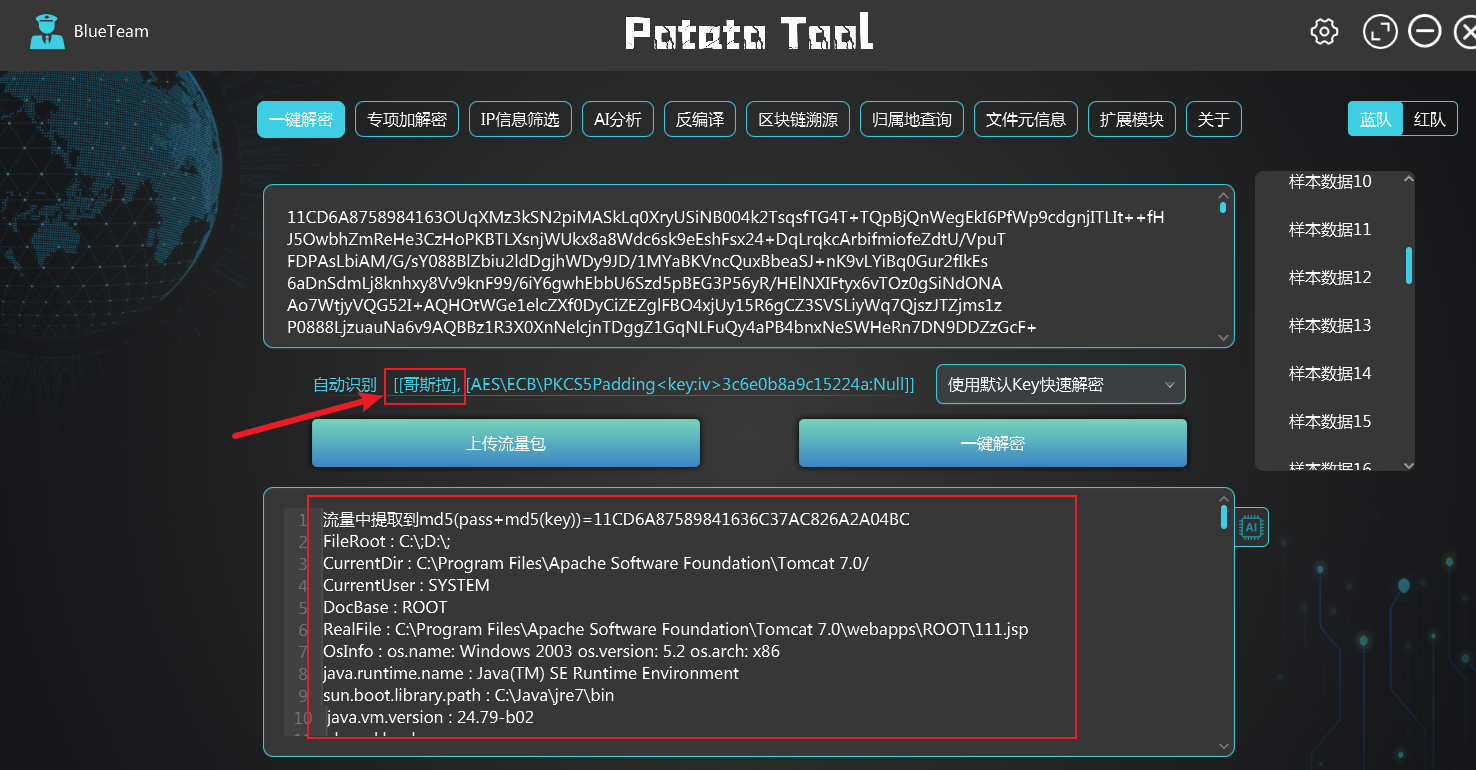 BlueTeam
Potato Tool
一键解密
专项加解密
IP信息筛选
AI分析
反编译
区块链溯源
归属地查询
文件元信息
扩展模块
关于
蓝队
红队
11CD6A8758984163OUqXMz3kSN2piMASkLq0XryUSiNB004k2TsqsfTG4T+TQpBjQnWegEkI6PfWp9cdgnjITLIt++fH
J5OwbhZmReHe3CzHoPKBTLXsnjWUkx8a8Wdc6sk9eEshFsx24+DqLrqkcArbifmiofeZdtU/VpuT
FDPAsLbiAM/G/sY088BlZbiu2ldDgjhWDy9JD/1MYaBKVncQuxBbeaSJ+nK9vLYiBq0Gur2fIkEs
6aDnSdmLj8knhxy8Vv9knF99/6iY6gwhEbbU6Szd5pBEG3P56yR/HElNXIFtyx6vTOz0gSiNdONA
Ao7WtjyVQG52I+AQHOtWGe1elcZXf0DyCiZEZglFBO4xjUy15R6gCZ3SVSLiyWq7QjszJTZjms1z
P0888LjzuauNa6v9AQBBz1R3X0XnNelcjnTDggZ1GqNLFuQy4aPB4bnxNeSWHeRn7DN9DDZzGcF+
样本数据10
样本数据11
样本数据12
样本数据13
样本数据14
样本数据15
样本数据16
自动识别 [[哥斯拉], [AES\ECB\PKCS5Padding<key:iv>3c6e0b8a9c15224a:Null]]
使用默认Key快速解密
上传流量包
一键解密
1 流量中提取到md5(pass+md5(key))=11CD6A87589841636C37AC826A2A04BC
2 FileRoot : C:\;D:\;
3 CurrentDir : C:\Program Files\Apache Software Foundation\Tomcat 7.0/
4 CurrentUser : SYSTEM
5 DocBase : ROOT
6 RealFile : C:\Program Files\Apache Software Foundation\Tomcat 7.0\webapps\ROOT\111.jsp
7 OsInfo : os.name: Windows 2003 os.version: 5.2 os.arch: x86
8 java.runtime.name : Java(TM) SE Runtime Environment
9 sun.boot.library.path : C:\Java\jre7\bin
10 java.vm.version : 24.79-b02
AI